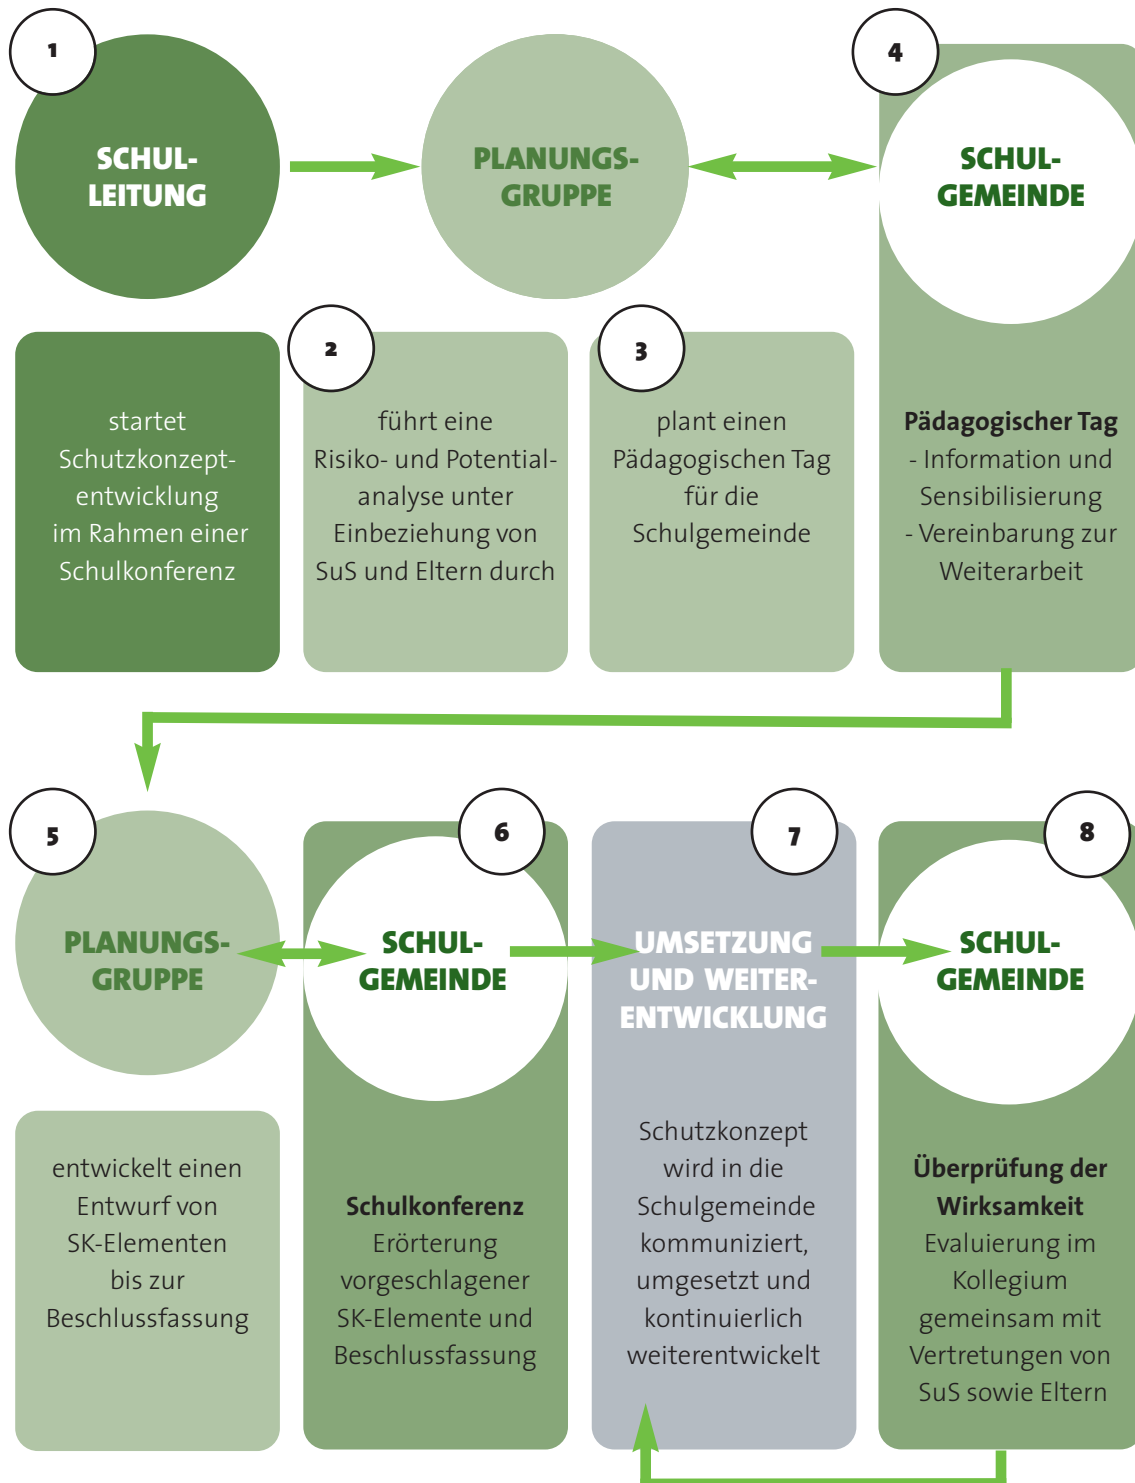 1
SCHUL-
LEITUNG
PLANUNGS-
GRUPPE
4
SCHUL-
GEMEINDE
startet
Schutzkonzept-
entwicklung
im Rahmen einer
Schulkonferenz
2
führt eine
Risiko- und Potential-
analyse unter
Einbeziehung von
SuS und Eltern durch
3
plant einen
Pädagogischen Tag
für die
Schulgemeinde
Pädagogischer Tag
- Information und
Sensibilisierung
- Vereinbarung zur
Weiterarbeit
5
PLANUNGS-
GRUPPE
entwickelt einen
Entwurf von
SK-Elementen
bis zur
Beschlussfassung
6
SCHUL-
GEMEINDE
Schulkonferenz
Erörterung
vorgeschlagener
SK-Elemente und
Beschlussfassung
7
UMSETZUNG
UND WEITER-
ENTWICKLUNG
Schutzkonzept
wird in die
Schulgemeinde
kommuniziert,
umgesetzt und
kontinuierlich
weiterentwickelt
8
SCHUL-
GEMEINDE
Überprüfung der
Wirksamkeit
Evaluierung im
Kollegium
gemeinsam mit
Vertretungen von
SuS sowie Eltern